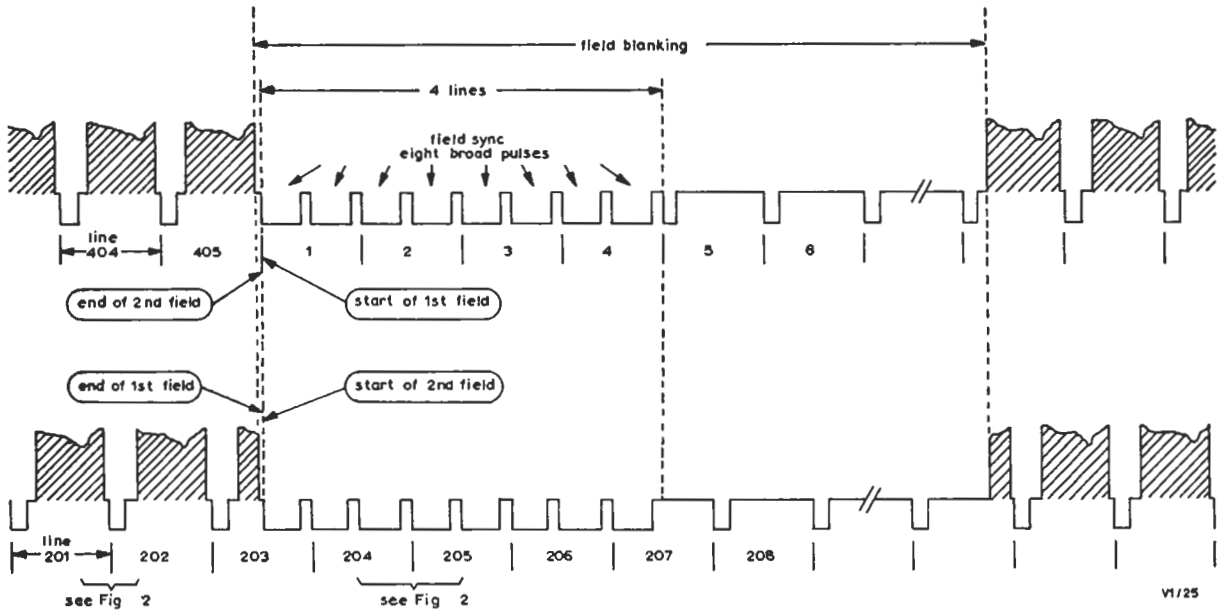 field blanking
4 lines
field sync
eight broad pulses
line
404 405 1 2 3 4 5 6
end of 2nd field start of 1st field
end of 1st field start of 2nd field
line
201 202 203 204 205 206 207 208
see Fig 2 see Fig 2
V1/25